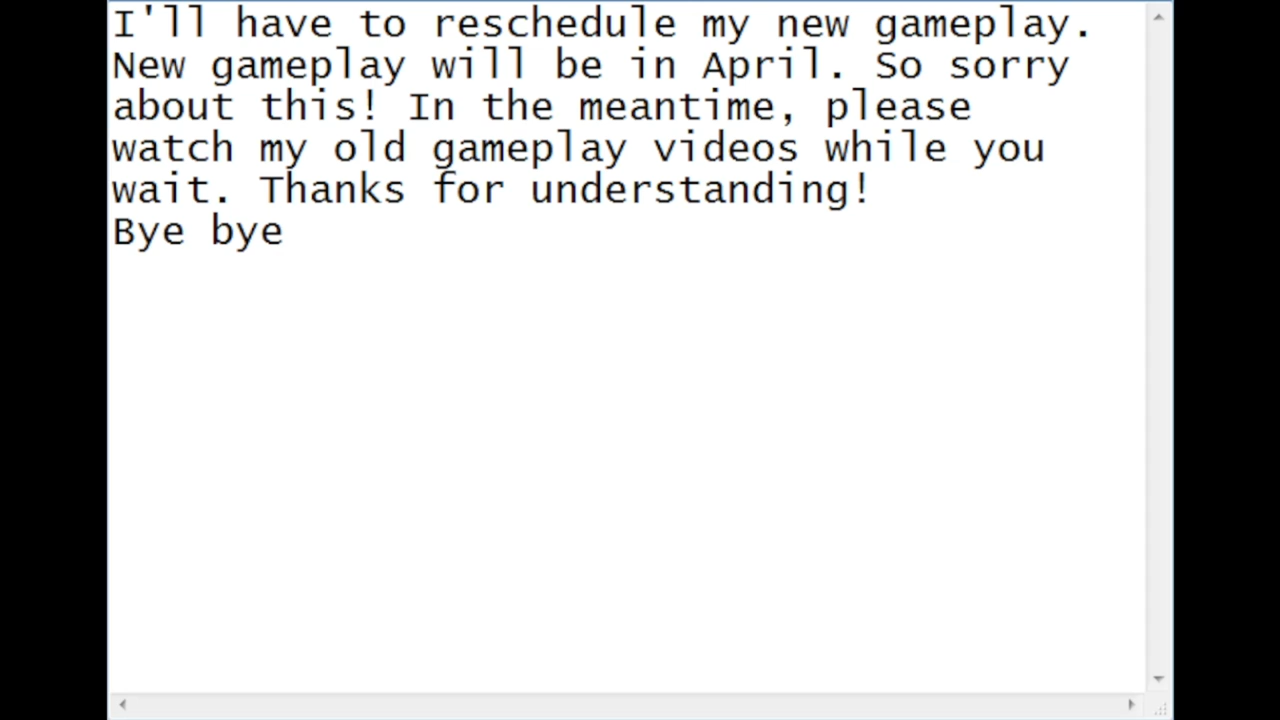 I'll have to reschedule my new gameplay.
New gameplay will be in April. So sorry
about this! In the meantime, please
watch my old gameplay videos while you
wait. Thanks for understanding!
Bye bye